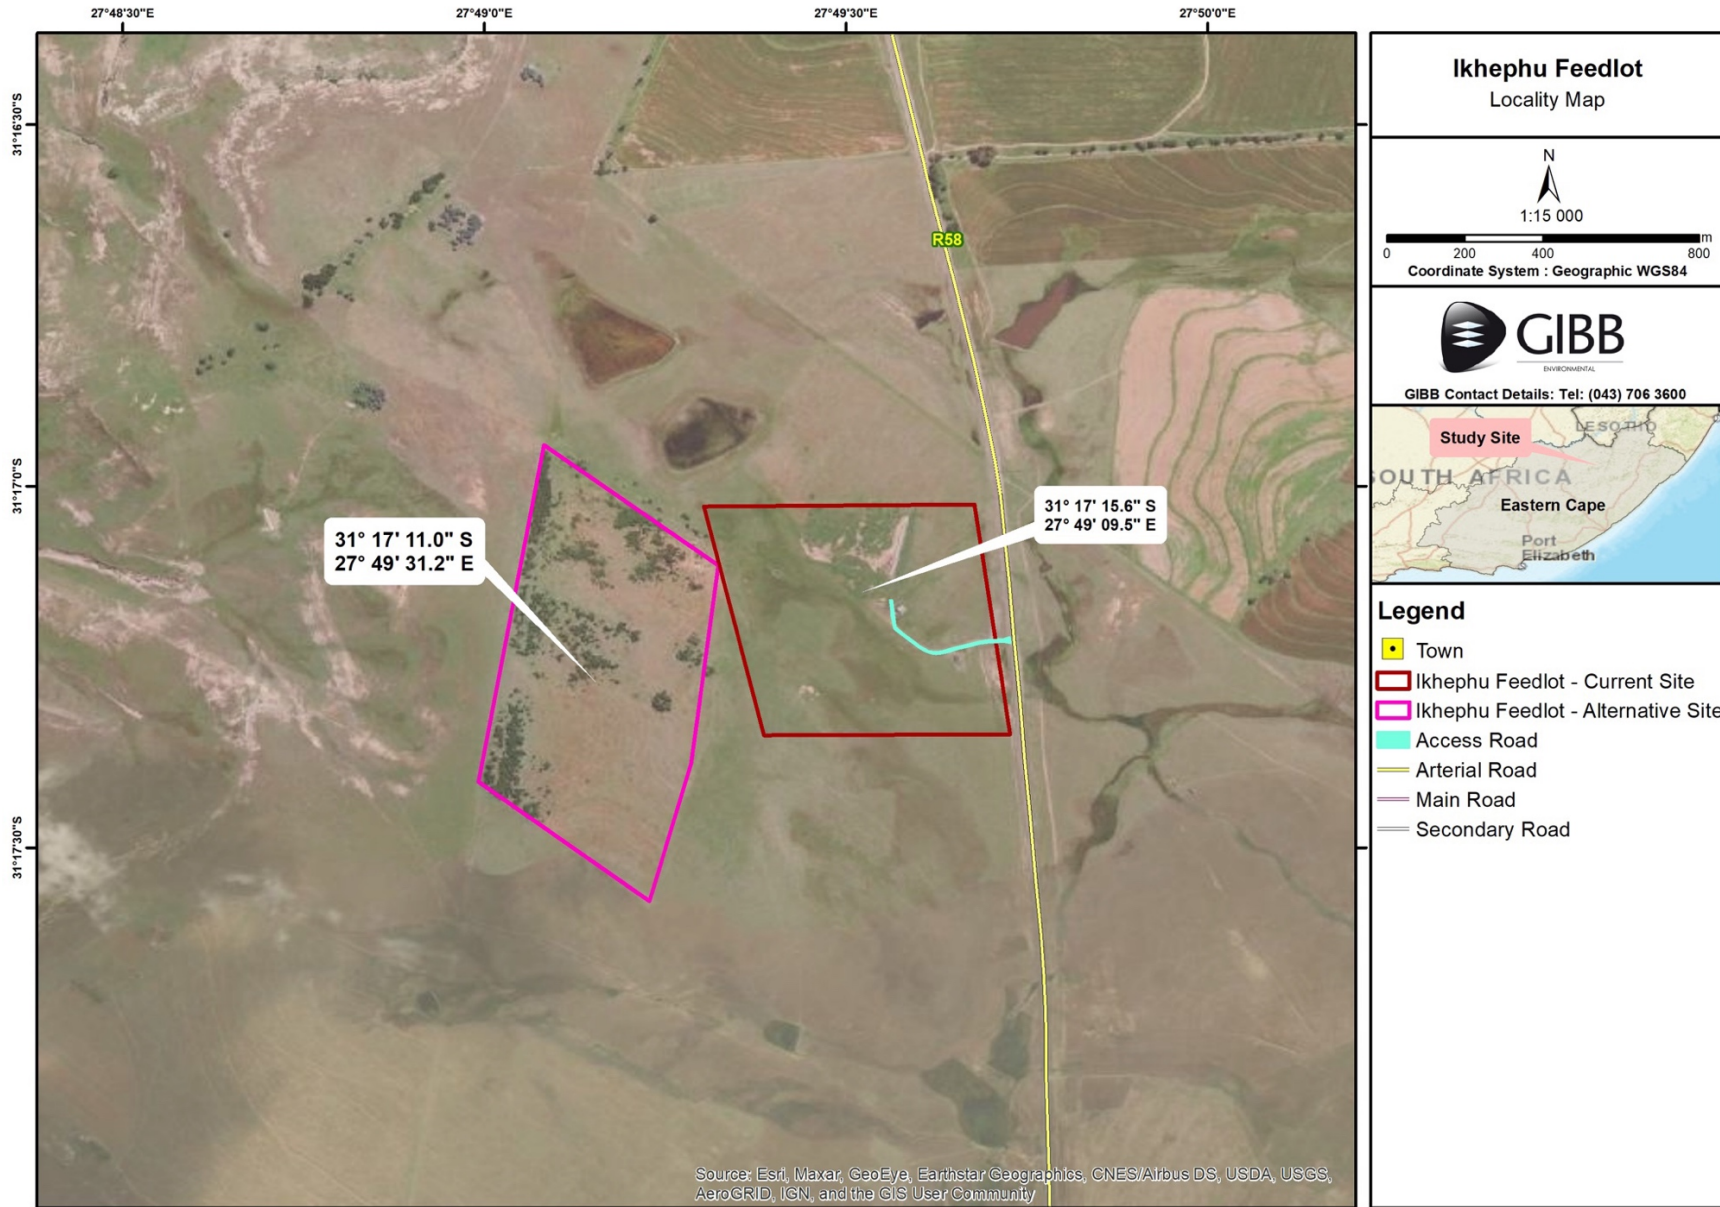 27°48'30"E
27°49'0"E
27°49'30"E
27°50'0"E
31°16'30"S
31°17'0"S
31°17'30"S
R58
31° 17' 11.0" S
27° 49' 31.2" E
31° 17' 15.6" S
27° 49' 09.5" E
Source: Esri, Maxar, GeoEye, Earthstar Geographics, CNES/Airbus DS, USDA, USGS,
AeroGRID, IGN, and the GIS User Community
Ikhephu Feedlot
Locality Map
N
1:15 000
0 200 400 800 m
Coordinate System : Geographic WGS84
GIBB
ENVIRONMENTAL
GIBB Contact Details: Tel: (043) 706 3600
Study Site
LESOTHO
SOUTH AFRICA
Eastern Cape
Port
Elizabeth
Legend
Town
Ikhephu Feedlot - Current Site
Ikhephu Feedlot - Alternative Site
Access Road
Arterial Road
Main Road
Secondary Road